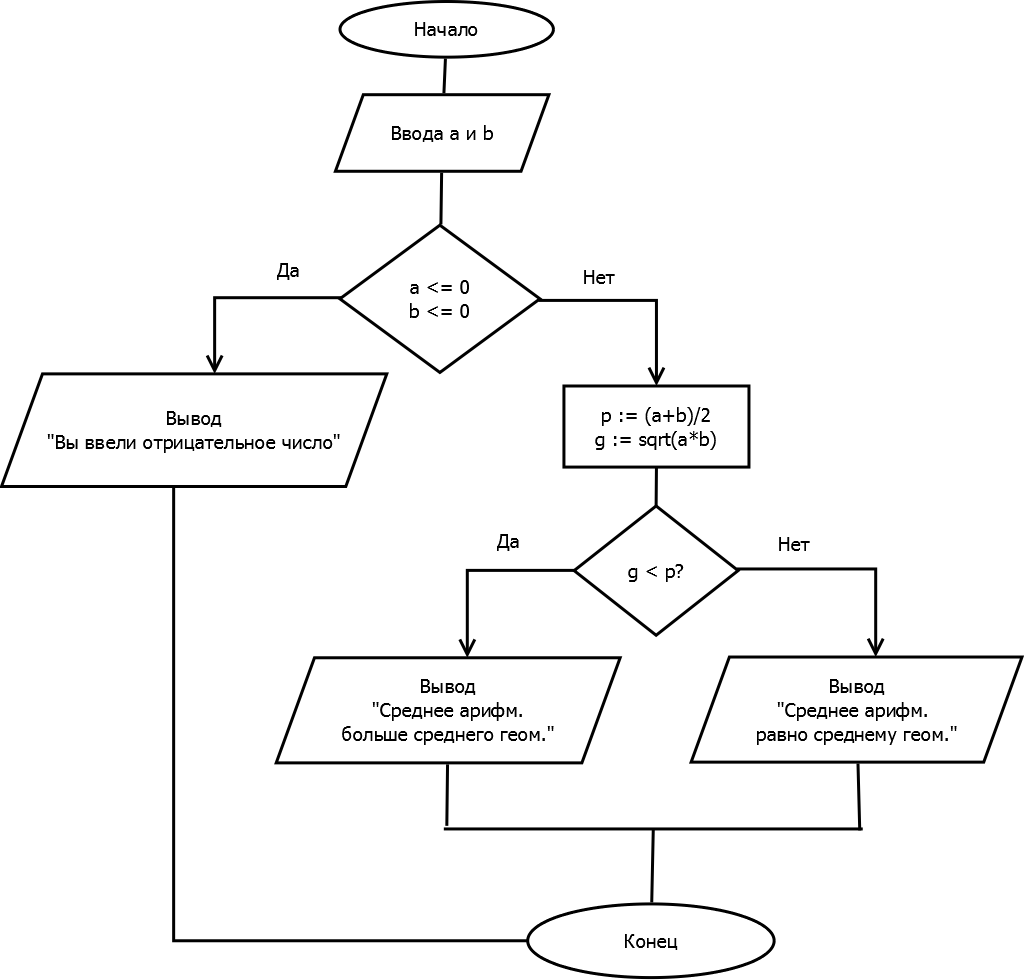 Начало
Ввода a и b
Да
Нет
a <= 0
b <= 0
Вывод
"Вы ввели отрицательное число"
p := (a+b)/2
g := sqrt(a*b)
Да
Нет
g < p?
Вывод
"Среднее арифм.
больше среднего геом."
Вывод
"Среднее арифм.
равно среднему геом."
Конец